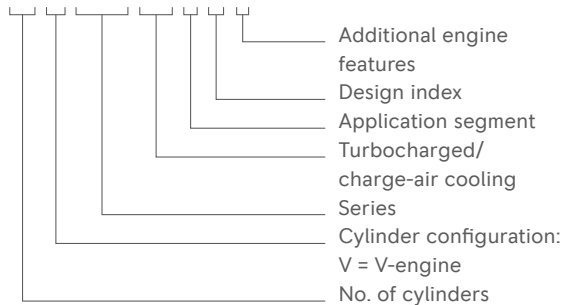 Additional engine
features
Design index
Application segment
Turbocharged/
charge-air cooling
Series
Cylinder configuration:
V = V-engine
No. of cylinders